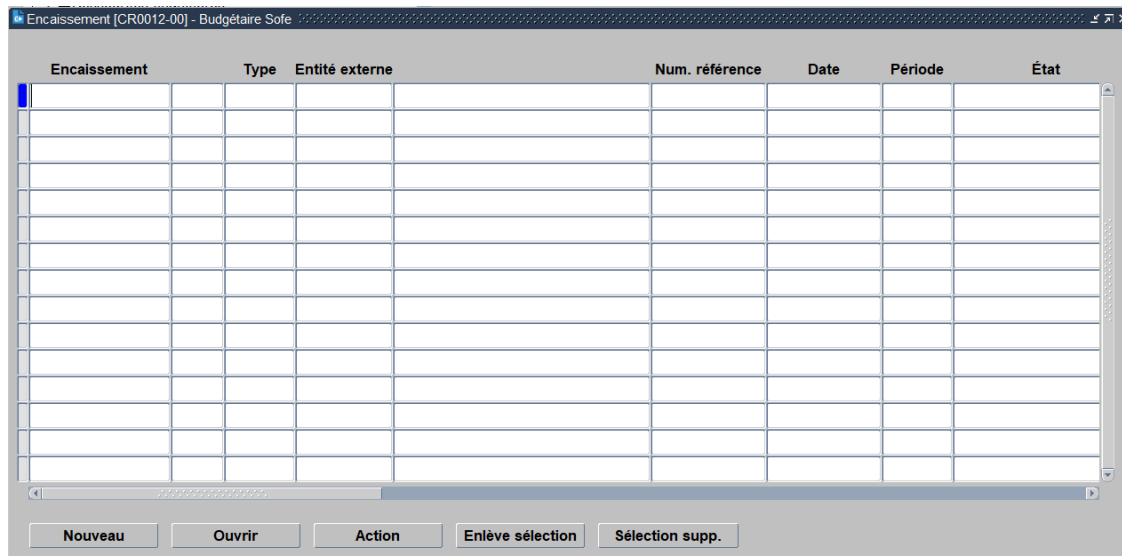 Encaissement [CR0012-00] - Budgétaire Sofe
Encaissement Type Entité externe Num. référence Date Période État
Nouveau Ouvrir Action Enlève sélection Sélection supp.